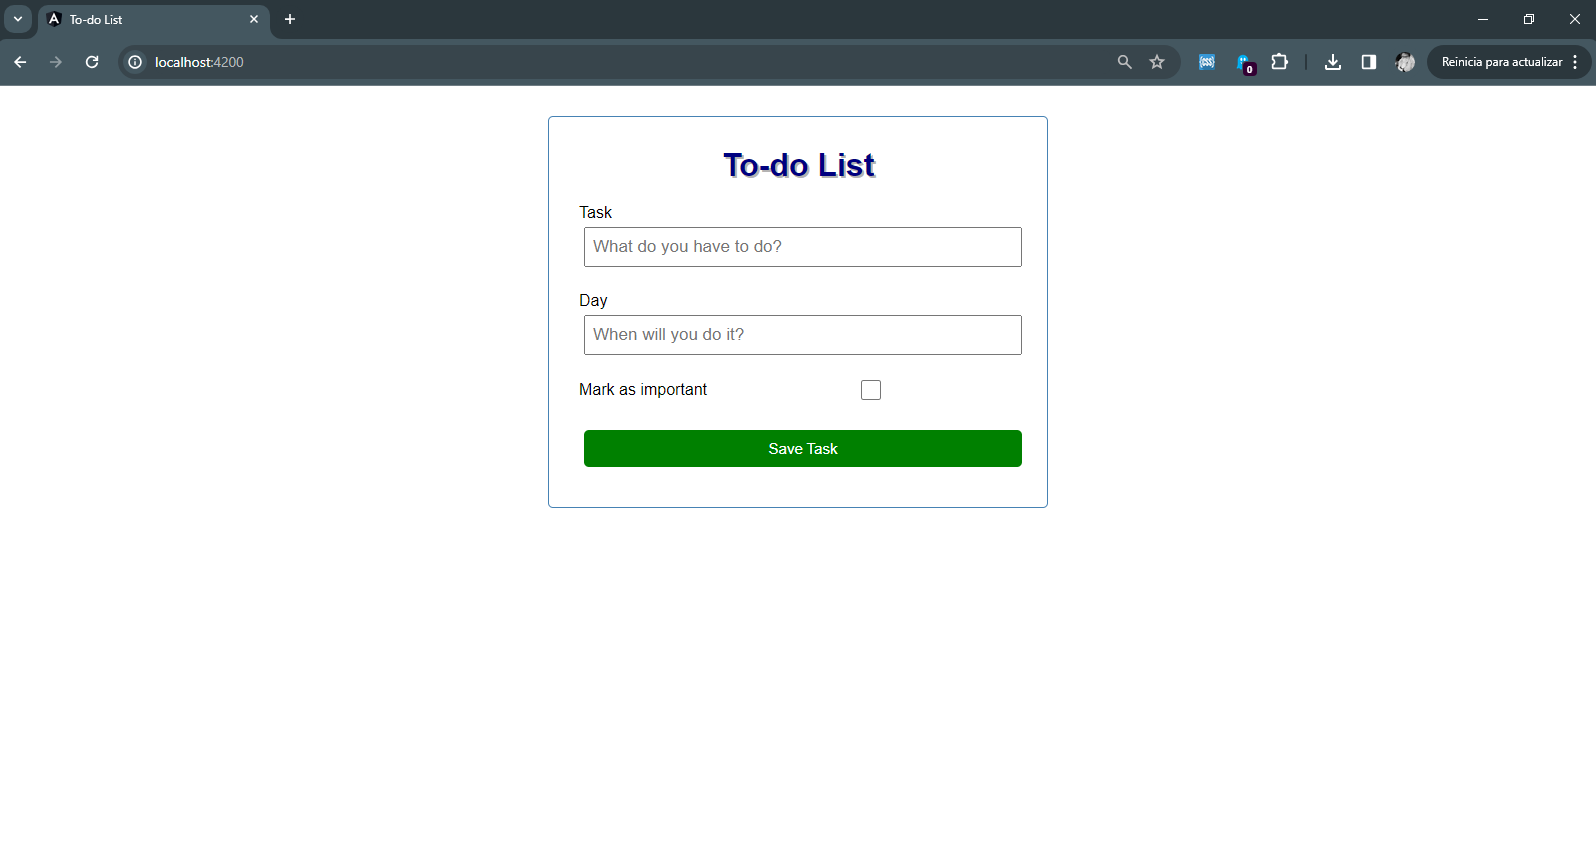 To-do List
localhost:4200
0
Reinicia para actualizar
To-do List
Task
What do you have to do?
Day
When will you do it?
Mark as important
Save Task